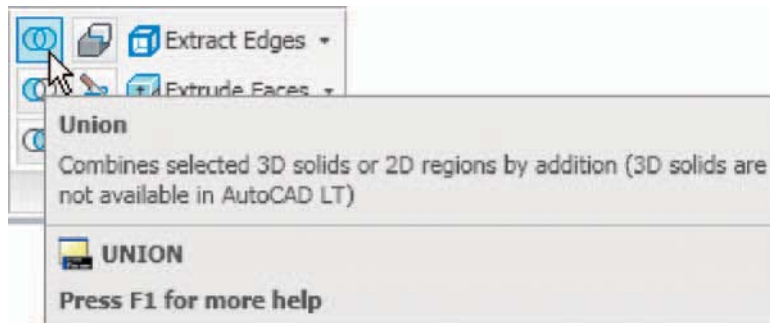 Extract Edges
Extrude Faces
Union
Combines selected 3D solids or 2D regions by addition (3D solids are
not available in AutoCAD LT)
UNION
Press F1 for more help